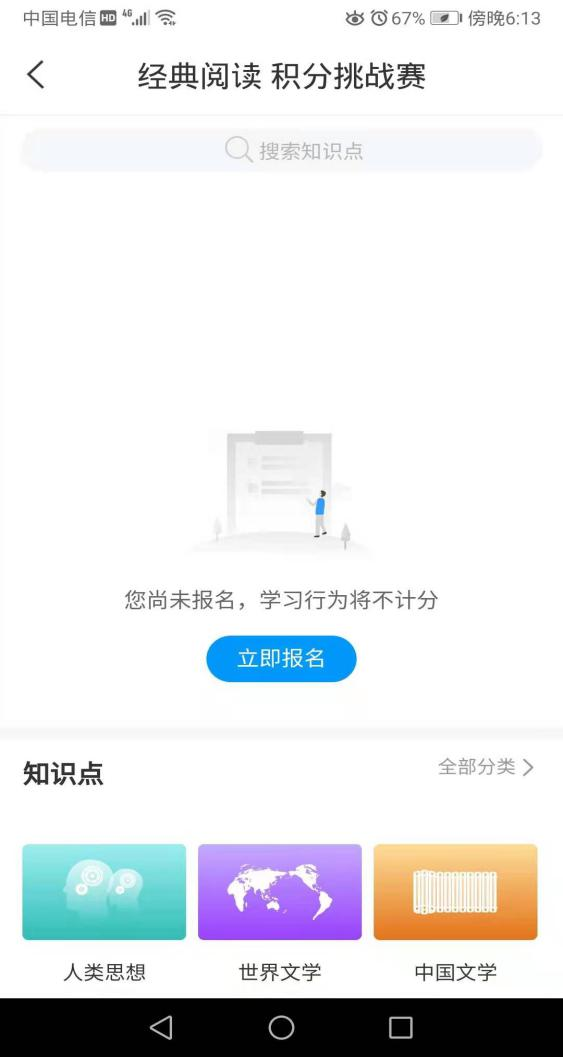 中国电信 HD 4G 67% 傍晚6:13
经典阅读 积分挑战赛
搜索知识点
您尚未报名，学习行为将不计分
立即报名
知识点 全部分类
人类思想 世界文学 中国文学